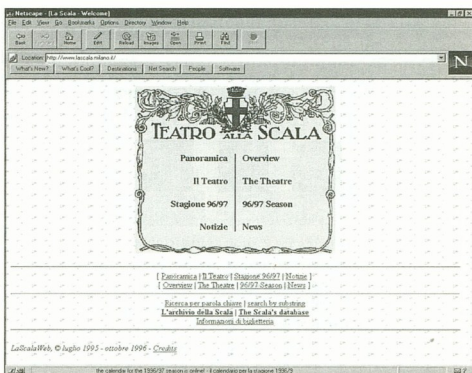 Netscape - [La Scala - Welcome]
File Edit View Go Bookmarks Options Directory Window Help
Back Home Edit Reload Images Open Print Find
Location: http://www.lascala.milano.it/
What's New? What's Cool? Destinations Net Search People Software
N
TEATRO ALLA SCALA
Panoramica | Overview
Il Teatro | The Theatre
Stagione 96/97 | 96/97 Season
Notizie | News
[ Panoramica | Il Teatro | Stagione 96/97 | Notizie ]
[ Overview | The Theatre | 96/97 Season | News ]
Ricerca per parola chiave | search by substring
L'archivio della Scala | The Scala's database
Informazioni di biglietteria
LaScalaWeb, © luglio 1995 - ottobre 1996 - Credits
the calendar for the 1996/97 season is online! - il calendario per la stagione 1996/9